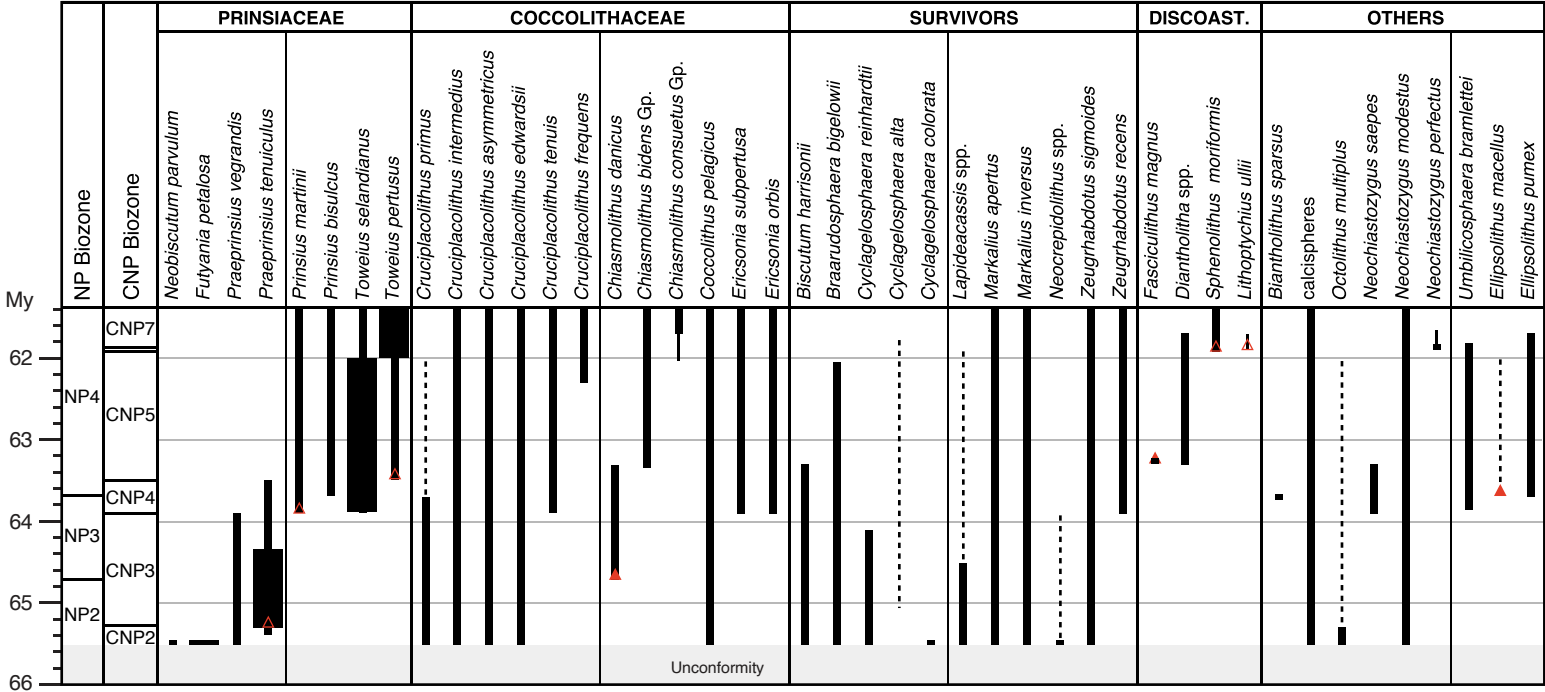 PRINSIACEAE
COCCOLITHACEAE
SURVIVORS
DISCOAST.
OTHERS
My
NP Biozone
CNP Biozone
Neobiscutum parvulum
Futyania petalosa
Praeprinsius vegrandis
Praeprinsius tenuiculus
Prinsius martinii
Prinsius bisulcus
Toweius selandianus
Toweius pertusus
Cruciplacolithus primus
Cruciplacolithus intermedius
Cruciplacolithus asymmetricus
Cruciplacolithus edwardsii
Cruciplacolithus tenuis
Cruciplacolithus frequens
Chiasmolithus danicus
Chiasmolithus bidens Gp.
Chiasmolithus consuetus Gp.
Coccolithus pelagicus
Ericsonia subpertusa
Ericsonia orbis
Biscutum harrisonii
Braarudosphaera bigelowii
Cyclagelosphaera reinhardtii
Cyclagelosphaera alta
Cyclagelosphaera colorata
Lapideacassis spp.
Markalius apertus
Markalius inversus
Neocrepidolithus spp.
Zeugrhabdotus sigmoides
Zeugrhabdotus recens
Fasciculithus magnus
Diantholitha spp.
Sphenolithus moriformis
Lithoptychius ullii
Biantholithus sparsus
calcispheres
Octolithus multiplus
Neochiastozygus saepes
Neochiastozygus modestus
Neochiastozygus perfectus
Umbilicosphaera bramlettei
Ellipsolithus macellus
Ellipsolithus pumex
CNP7
62
NP4
CNP5
63
CNP4
64
NP3
CNP3
65
NP2
CNP2
Unconformity
66